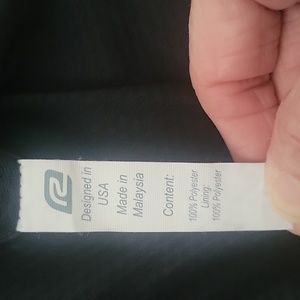 Designed in
USA
Made in
Malaysia
Content:
100% Polyester
Lining:
100% Polyester